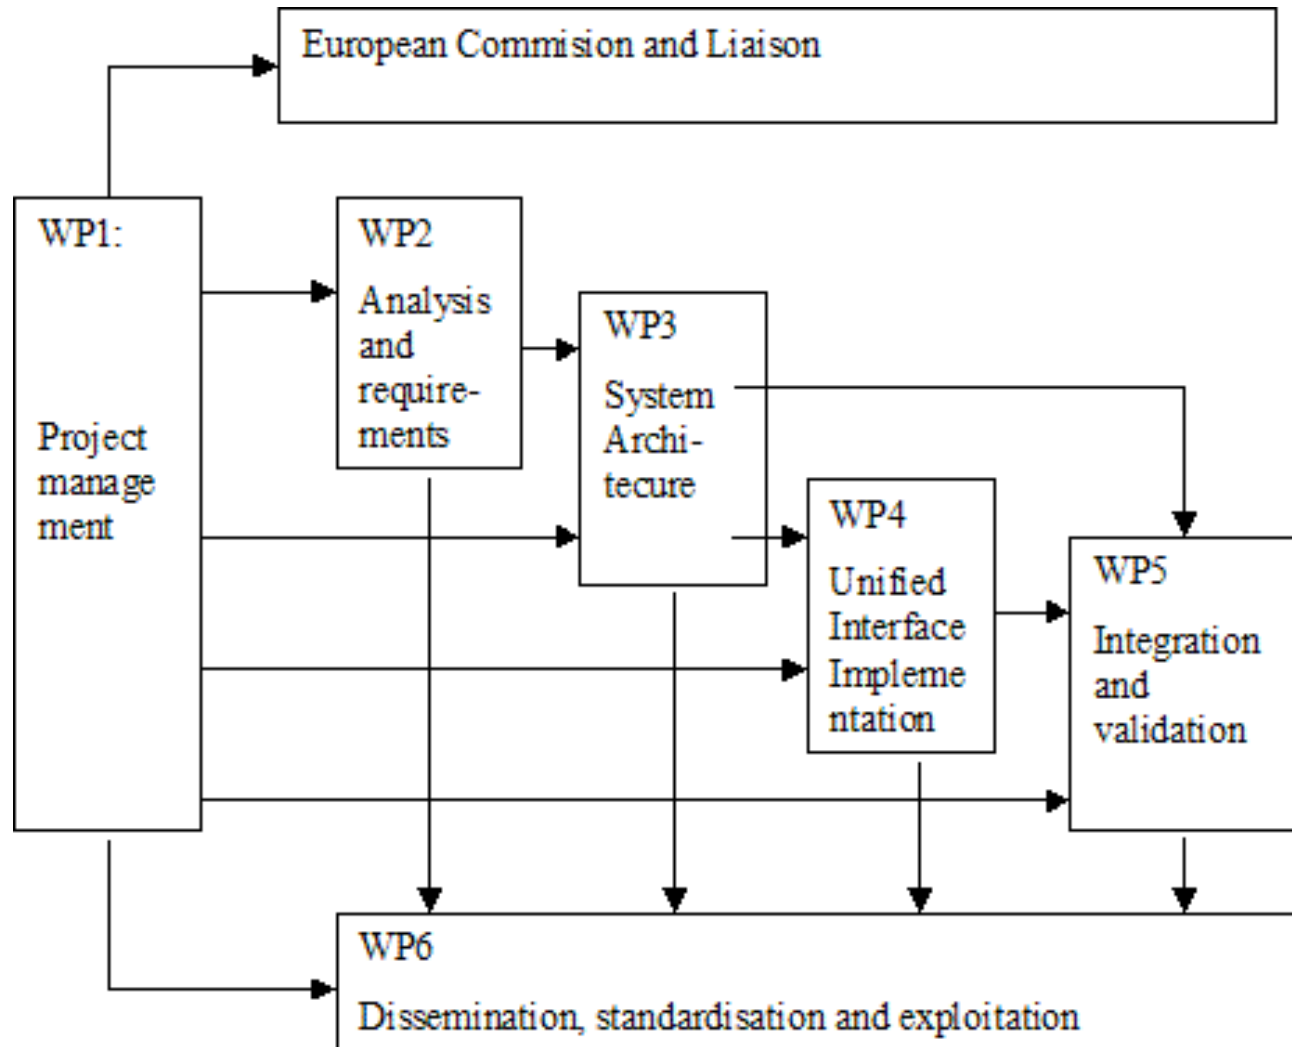 European Commision and Liaison
WP1:
Project
manage
ment
WP2
Analysis
and
require-
ments
WP3
System
Archi-
tecure
WP4
Unified
Interface
Impleme
ntation
WP5
Integration
and
validation
WP6
Dissemination, standardisation and exploitation